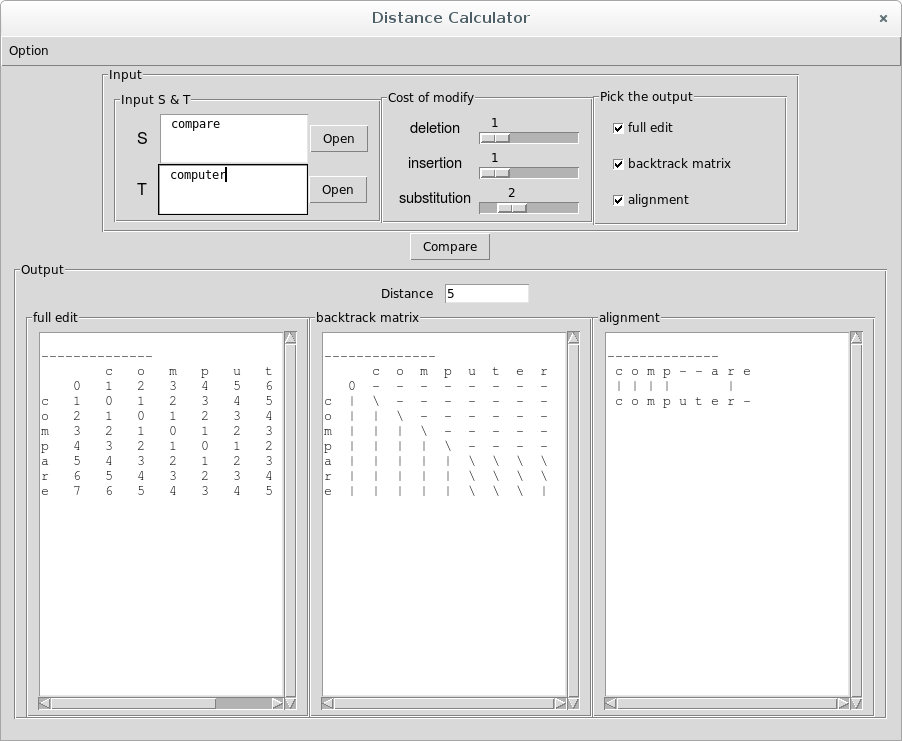 Distance Calculator ×
Option
Input
Input S & T
S compare Open
T computer Open
Cost of modify
deletion 1
insertion 1
substitution 2
Pick the output
full edit
backtrack matrix
alignment
Compare
Output
Distance 5
full edit
--------------
c o m p u t
0 1 2 3 4 5 6
c 1 0 1 2 3 4 5
o 2 1 0 1 2 3 4
m 3 2 1 0 1 2 3
p 4 3 2 1 0 1 2
a 5 4 3 2 1 2 3
r 6 5 4 3 2 3 4
e 7 6 5 4 3 4 5
backtrack matrix
--------------
c o m p u t e r
0 - - - - - - - -
c | \ - - - - - - -
o | | \ - - - - - -
m | | | \ - - - - -
p | | | | \ - - - -
a | | | | | \ \ \ \
r | | | | | \ \ \ \
e | | | | | \ \ \ |
alignment
--------------
c o m p - - a r e
| | | | |
c o m p u t e r -